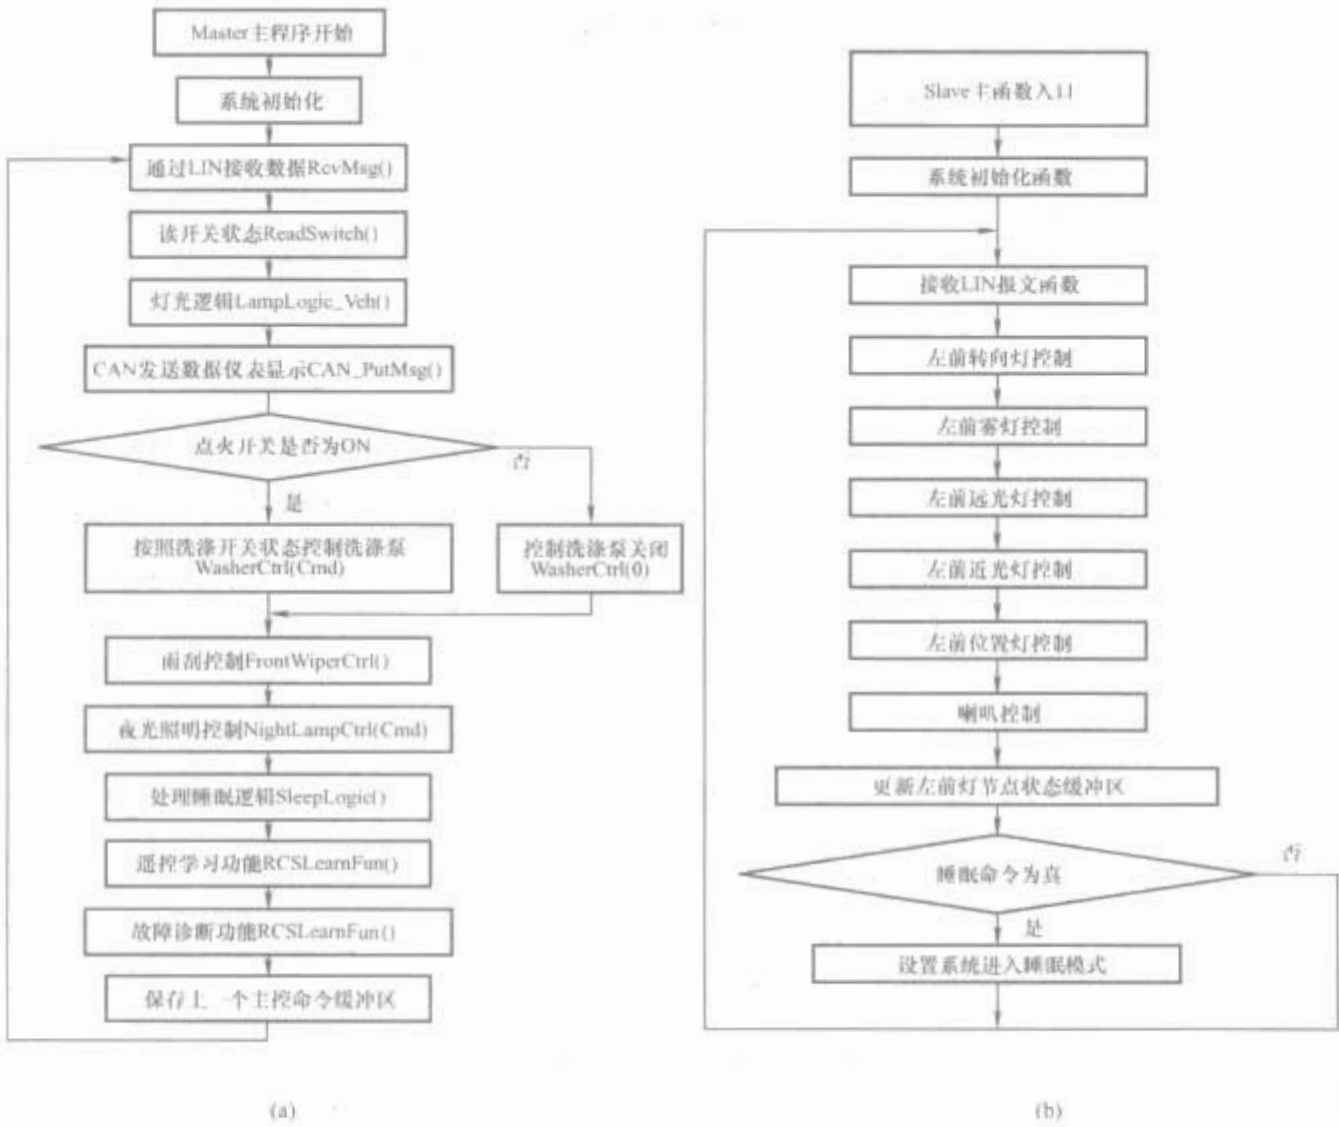 Master主程序开始
系统初始化
通过LIN接收数据RcvMsg()
读开关状态ReadSwitch()
灯光逻辑LampLogic_Veh()
CAN发送数据仪表显示CAN_PutMsg()
点火开关是否为ON
否
是
按照洗涤开关状态控制洗涤泵
WasherCtrl(Cmd)
控制洗涤泵关闭
WasherCtrl(0)
雨刮控制FrontWiperCtrl()
夜光照明控制NightLampCtrl(Cmd)
处理睡眠逻辑SleepLogic()
遥控学习功能RCSLearnFun()
故障诊断功能RCSLearnFun()
保存上一个主控命令缓冲区
(a)
Slave主函数入口
系统初始化函数
接收LIN报文函数
左前转向灯控制
左前雾灯控制
左前远光灯控制
左前近光灯控制
左前位置灯控制
喇叭控制
更新左前灯节点状态缓冲区
睡眠命令为真
否
是
设置系统进入睡眠模式
(b)